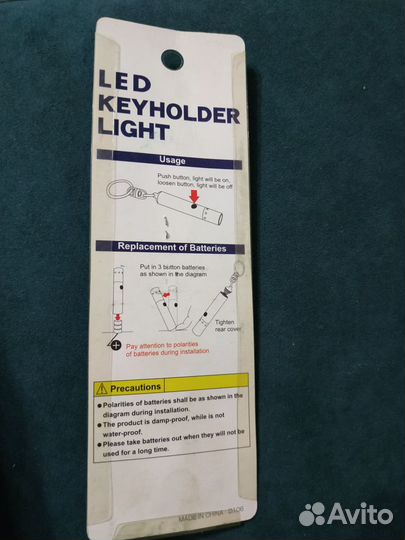 LED
KEYHOLDER
LIGHT
Usage
Push button, light will be on,
loosen button, light will be off
Replacement of Batteries
Put in 3 button batteries
as shown in the diagram
Tighten
rear cover
Pay attention to polarities
of batteries during installation
Precautions
● Polarities of batteries shall be as shown in the
diagram during installation.
● The product is damp-proof, while is not
water-proof.
● Please take batteries out when they will not be
used for a long time.
MADE IN CHINA
Avito